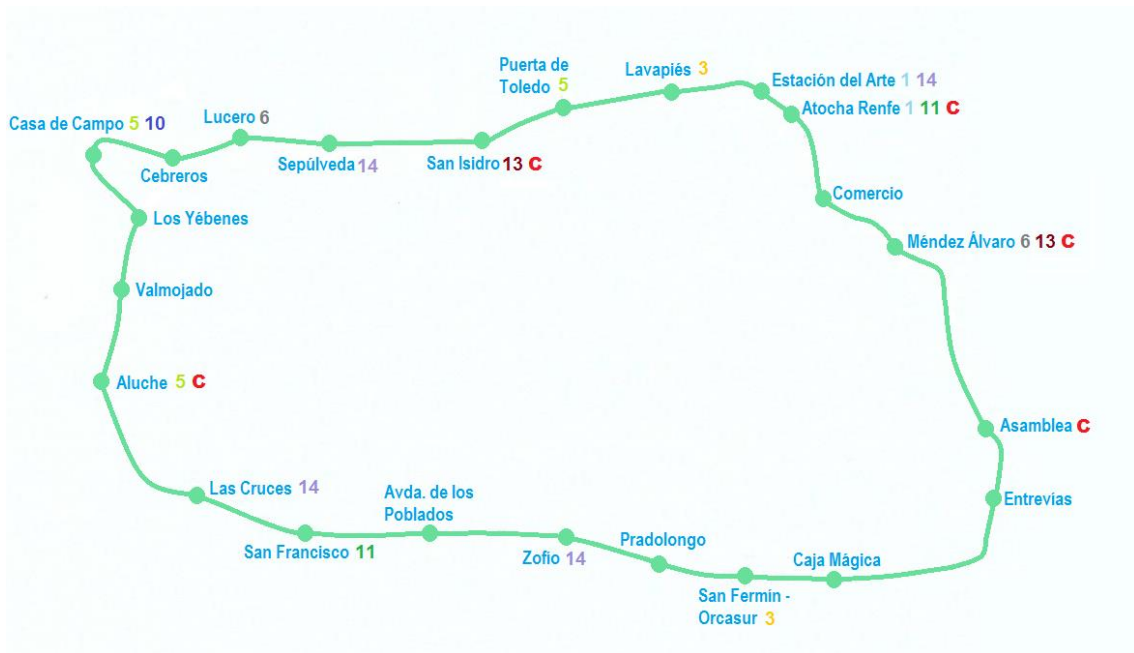 Puerta de
Toledo 5
Lavapiés 3
Estación del Arte 1 14
Atocha Renfe 1 11 C
Casa de Campo 5 10
Lucero 6
Cebreros
Sepúlveda 14
San Isidro 13 C
Comercio
Los Yébenes
Méndez Álvaro 6 13 C
Valmojado
Aluche 5 C
Asamblea C
Las Cruces 14
Avda. de los
Poblados
Entrevías
San Francisco 11
Zofio 14
Pradolongo
Caja Mágica
San Fermín -
Orcasur 3